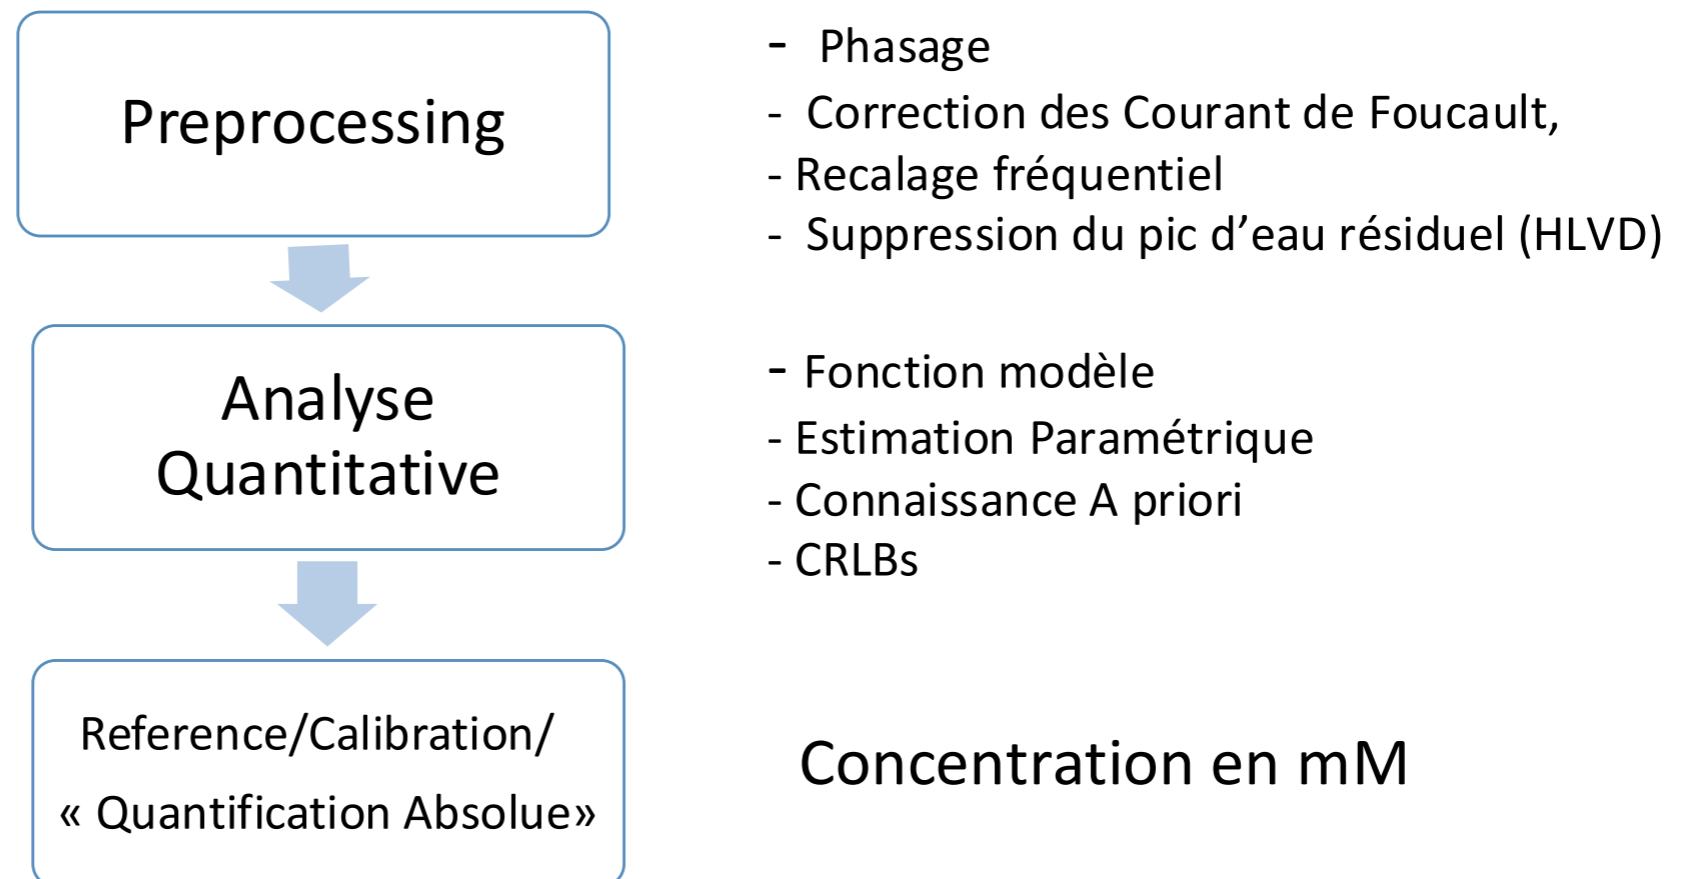 Preprocessing
- Phasage
- Correction des Courant de Foucault,
- Recalage fréquentiel
- Suppression du pic d’eau résiduel (HLVD)
Analyse
Quantitative
- Fonction modèle
- Estimation Paramétrique
- Connaissance A priori
- CRLBs
Reference/Calibration/
« Quantification Absolue»
Concentration en mM